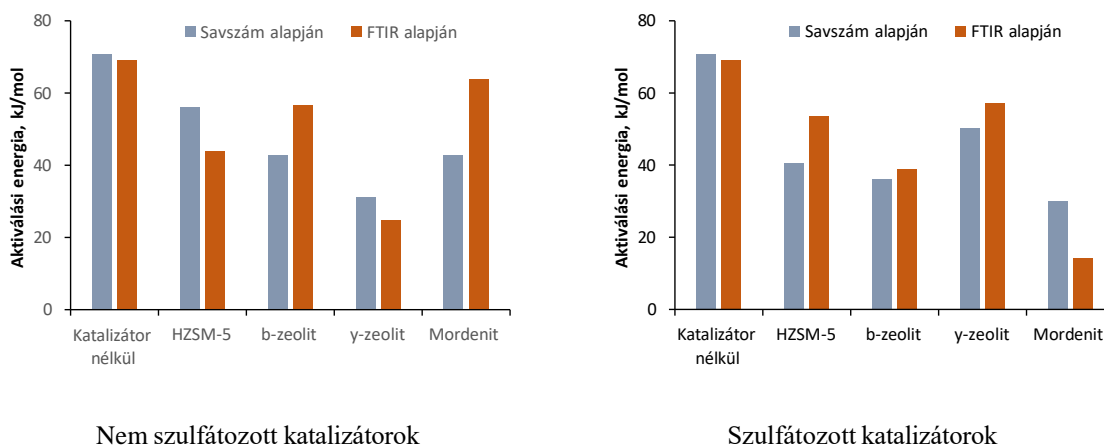 Aktiválási energia, kJ/mol
80
60
40
20
0
Savszám alapján
FTIR alapján
Katalizátor
nélkül
HZSM-5
b-zeolit
y-zeolit
Mordenit
Nem szulfátozott katalizátorok
Aktiválási energia, kJ/mol
80
60
40
20
0
Savszám alapján
FTIR alapján
Katalizátor
nélkül
HZSM-5
b-zeolit
y-zeolit
Mordenit
Szulfátozott katalizátorok